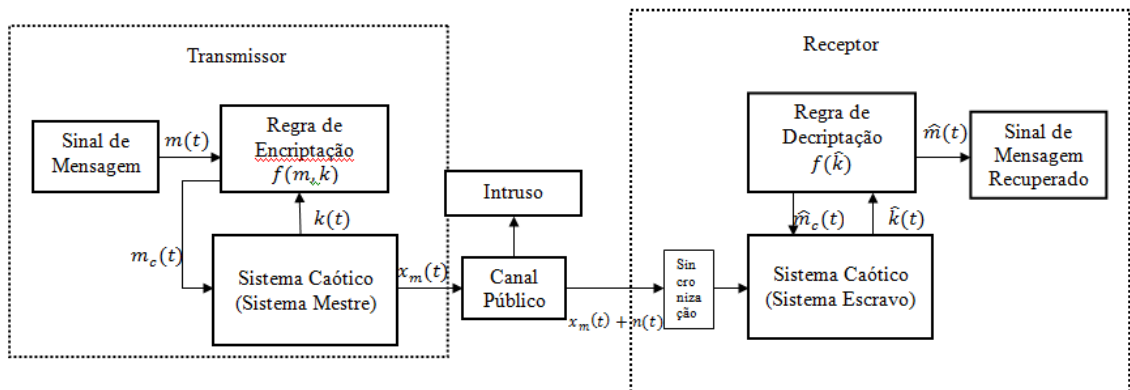 Transmissor
Receptor
Sinal de
Mensagem
m(t)
Regra de
Encriptação
f(m, k)
k(t)
m_c(t)
Sistema Caótico
(Sistema Mestre)
x_m(t)
Intruso
Canal
Público
x_m(t) + n(t)
Sin
cro
niza
ção
Regra de
Decriptação
f(k̂)
m̂(t)
Sinal de
Mensagem
Recuperado
m̂_c(t)
k̂(t)
Sistema Caótico
(Sistema Escravo)